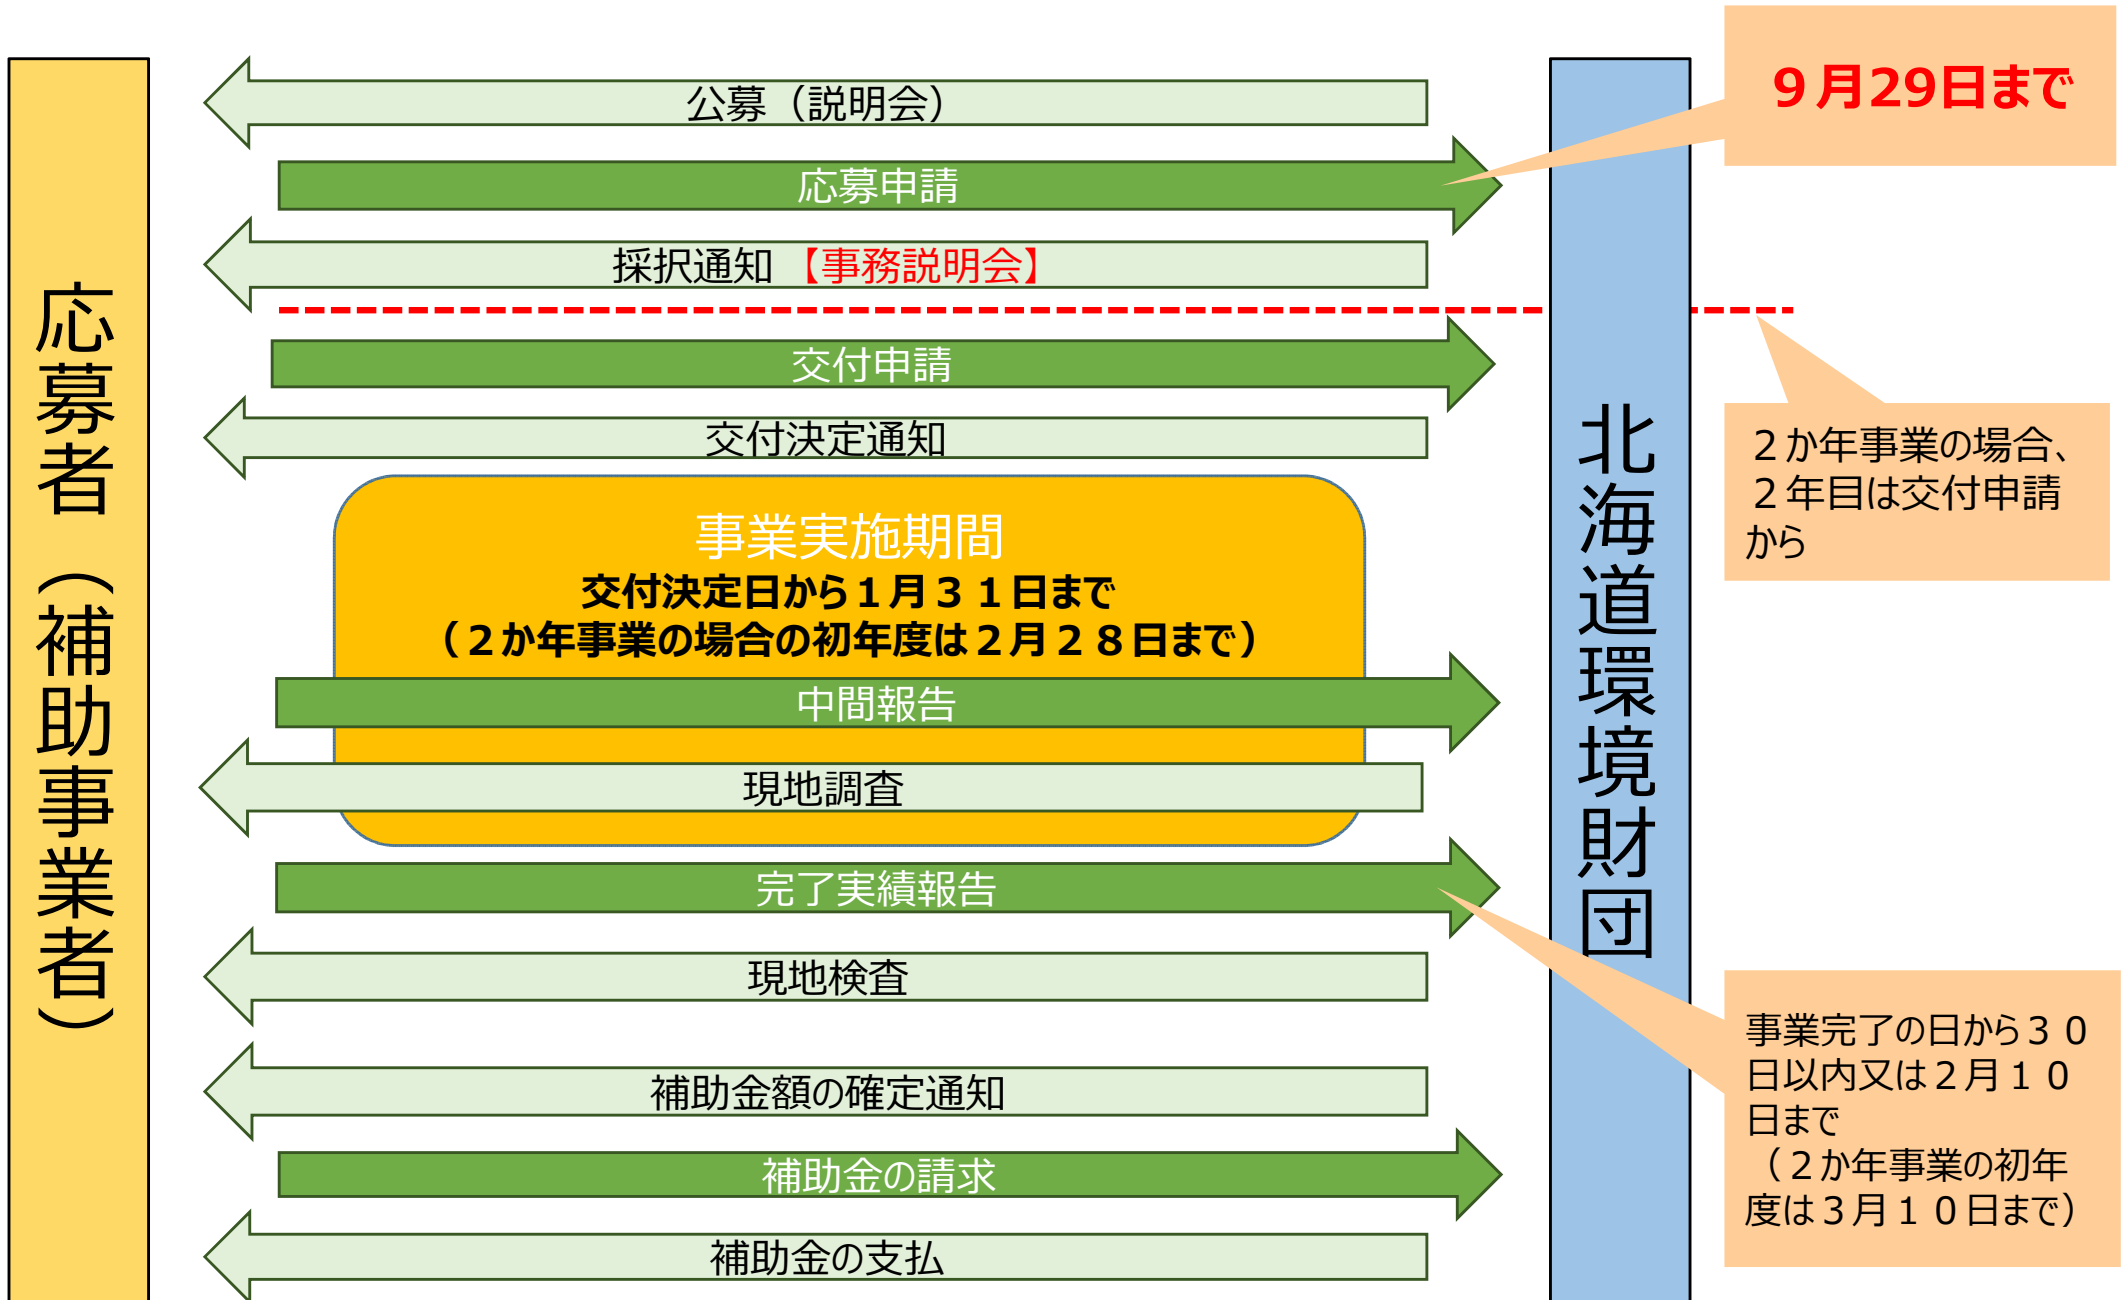 応募者（補助事業者）
公募（説明会）
応募申請
採択通知【事務説明会】
交付申請
交付決定通知
事業実施期間
交付決定日から１月３１日まで
（２か年事業の場合の初年度は２月２８日まで）
中間報告
現地調査
完了実績報告
現地検査
補助金額の確定通知
補助金の請求
補助金の支払
北海道環境財団
９月29日まで
２か年事業の場合、
２年目は交付申請
から
事業完了の日から３０
日以内又は２月１０
日まで
（２か年事業の初年
度は３月１０日まで）